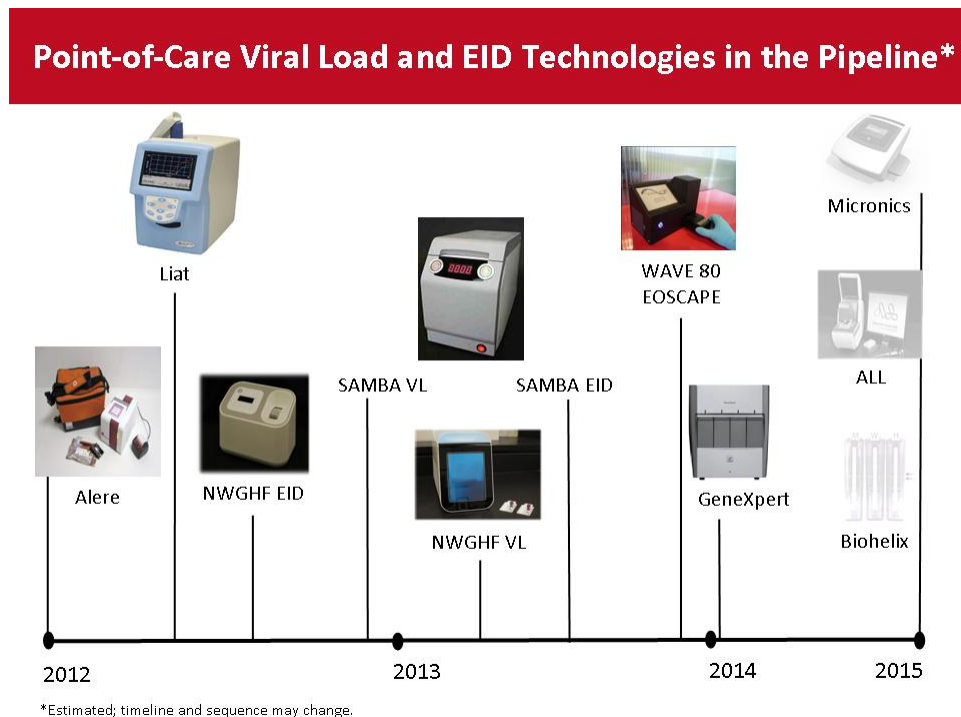 Point-of-Care Viral Load and EID Technologies in the Pipeline*
Micronics
Liat
WAVE 80
EOSCAPE
ALL
SAMBA VL
SAMBA EID
Alere
NWGHF EID
GeneXpert
NWGHF VL
Biohelix
2012
2013
2014
2015
*Estimated; timeline and sequence may change.